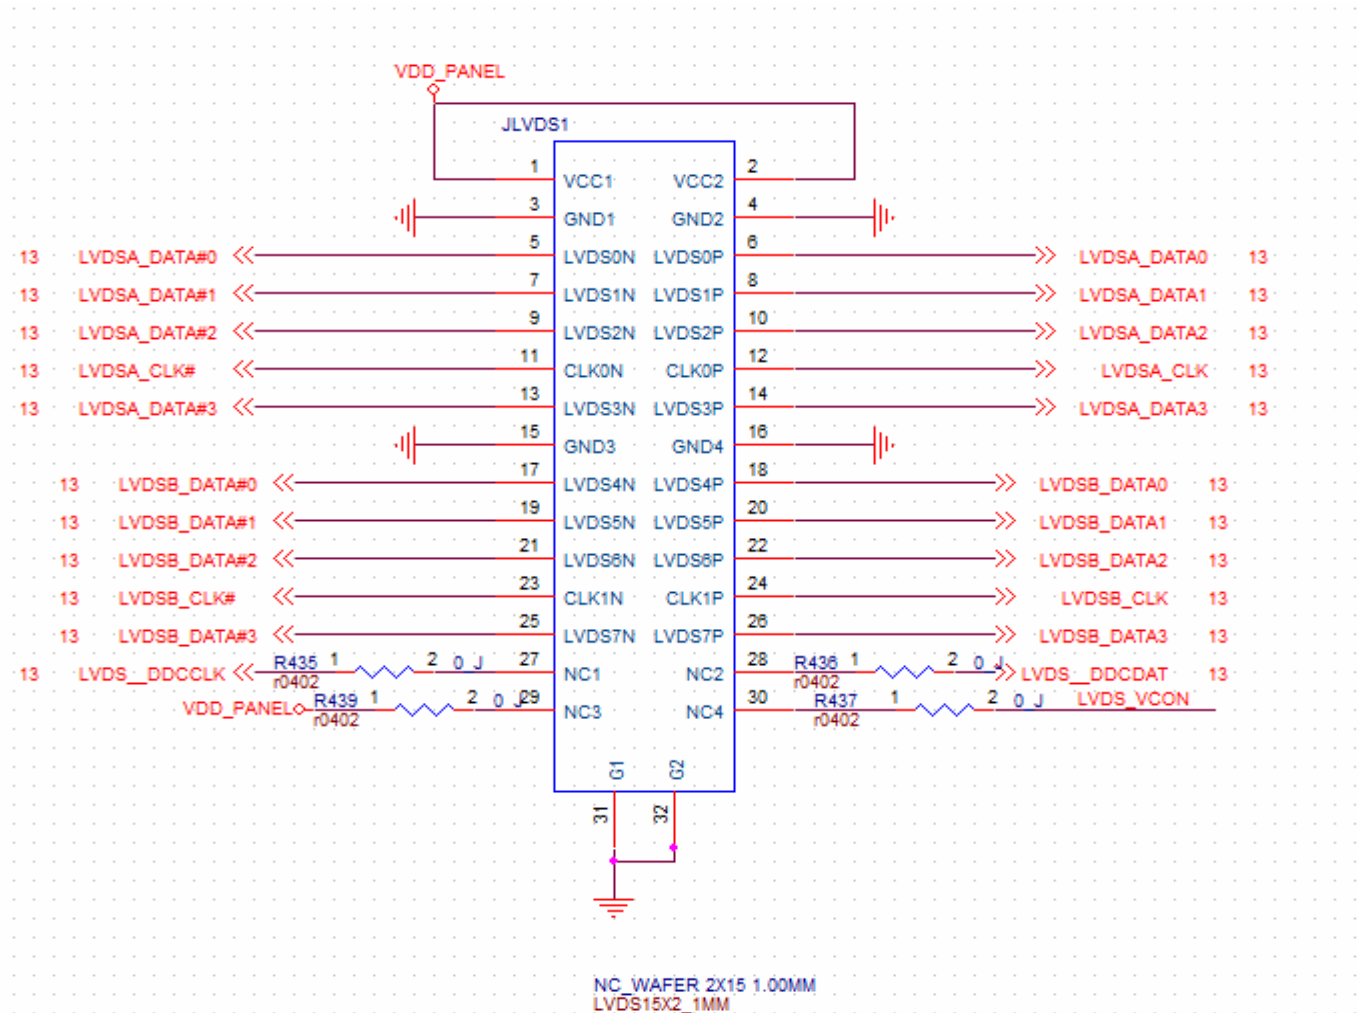 VDD_PANEL
JLVDS1
1 VCC1 VCC2 2
3 GND1 GND2 4
13 LVDSA_DATA#0 5 LVDS0N LVDS0P 6 LVDSA_DATA0 13
13 LVDSA_DATA#1 7 LVDS1N LVDS1P 8 LVDSA_DATA1 13
13 LVDSA_DATA#2 9 LVDS2N LVDS2P 10 LVDSA_DATA2 13
13 LVDSA_CLK# 11 CLK0N CLK0P 12 LVDSA_CLK 13
13 LVDSA_DATA#3 13 LVDS3N LVDS3P 14 LVDSA_DATA3 13
15 GND3 GND4 16
13 LVDSB_DATA#0 17 LVDS4N LVDS4P 18 LVDSB_DATA0 13
13 LVDSB_DATA#1 19 LVDS5N LVDS5P 20 LVDSB_DATA1 13
13 LVDSB_DATA#2 21 LVDS6N LVDS6P 22 LVDSB_DATA2 13
13 LVDSB_CLK# 23 CLK1N CLK1P 24 LVDSB_CLK 13
13 LVDSB_DATA#3 25 LVDS7N LVDS7P 26 LVDSB_DATA3 13
13 LVDS__DDCCLK R435 1 2 0_J 27 NC1 NC2 28 R436 1 2 0_J LVDS__DDCDAT 13
r0402 r0402
VDD_PANEL R439 1 2 0_J 29 NC3 NC4 30 R437 1 2 0_J LVDS_VCON
r0402 r0402
G1 G2
31 32
NC_WAFER 2X15 1.00MM
LVDS15X2_1MM